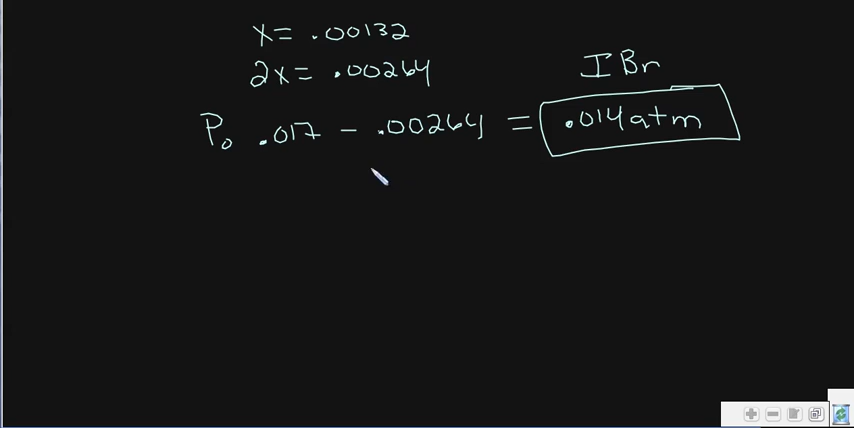 x = .00132
2x = .00264
IBr
P₀ .017 - .00264 = .014atm